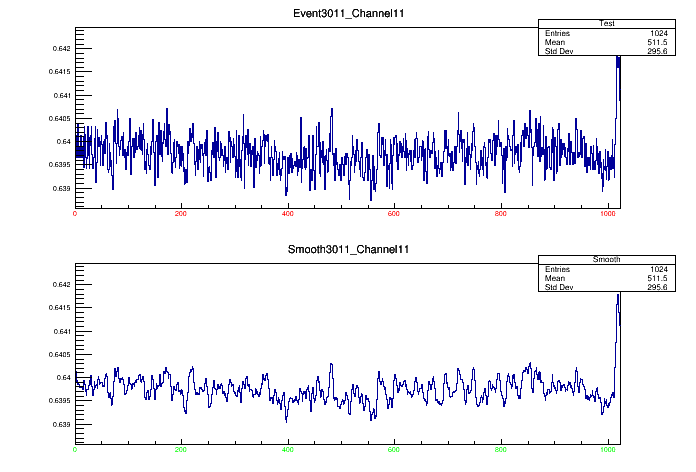 Event3011_Channel11
Test
Entries 1024
Mean 511.5
Std Dev 295.6
0.642
0.6415
0.641
0.6405
0.64
0.6395
0.639
0 200 400 600 800 1000
Smooth3011_Channel11
Smooth
Entries 1024
Mean 511.5
Std Dev 295.6
0.642
0.6415
0.641
0.6405
0.64
0.6395
0.639
0 200 400 600 800 1000